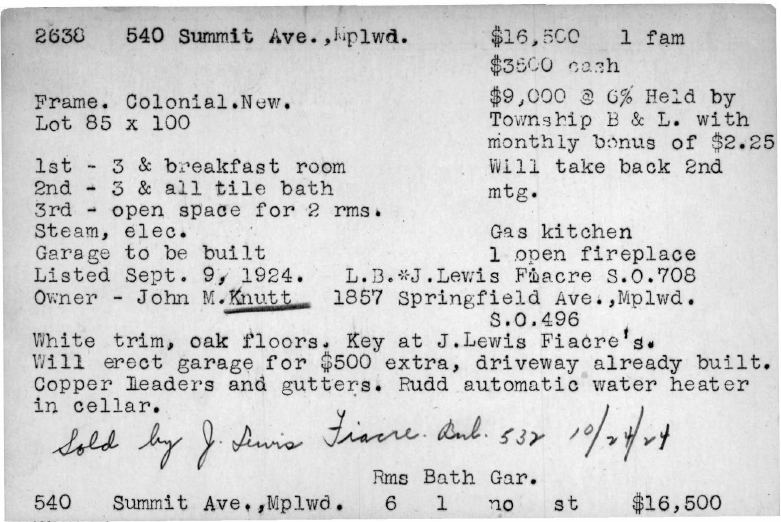 2638 540 Summit Ave.,Mplwd. $16,500 1 fam
$3500 cash
Frame. Colonial.New. $9,000 @ 6% Held by
Lot 85 x 100 Township B & L. with
monthly bonus of $2.25
1st - 3 & breakfast room Will take back 2nd
2nd - 3 & all tile bath mtg.
3rd - open space for 2 rms.
Steam, elec. Gas kitchen
Garage to be built 1 open fireplace
Listed Sept. 9, 1924. L.B.*J.Lewis Fiacre S.O.708
Owner - John M.Knutt 1857 Springfield Ave.,Mplwd.
S.O.496
White trim, oak floors. Key at J.Lewis Fiacre's.
Will erect garage for $500 extra, driveway already built.
Copper leaders and gutters. Rudd automatic water heater
in cellar.
Sold by J. Lewis Fiacre. 532 10/24/24
Rms Bath Gar.
540 Summit Ave.,Mplwd. 6 1 no st $16,500